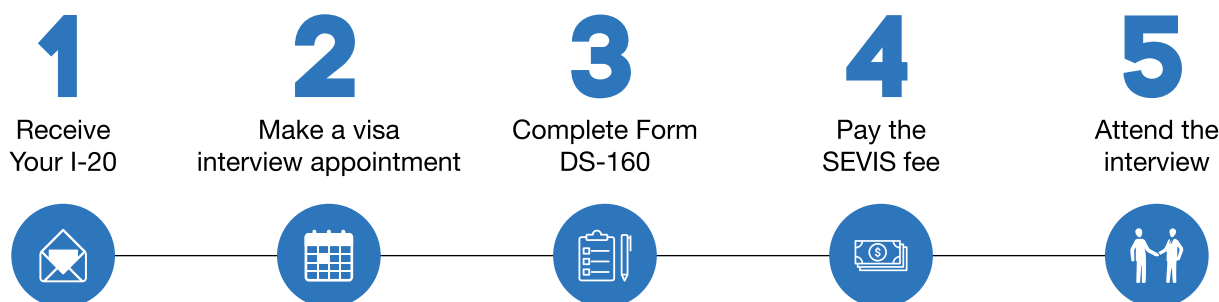 1
Receive
Your I-20
2
Make a visa
interview appointment
3
Complete Form
DS-160
4
Pay the
SEVIS fee
5
Attend the
interview
$